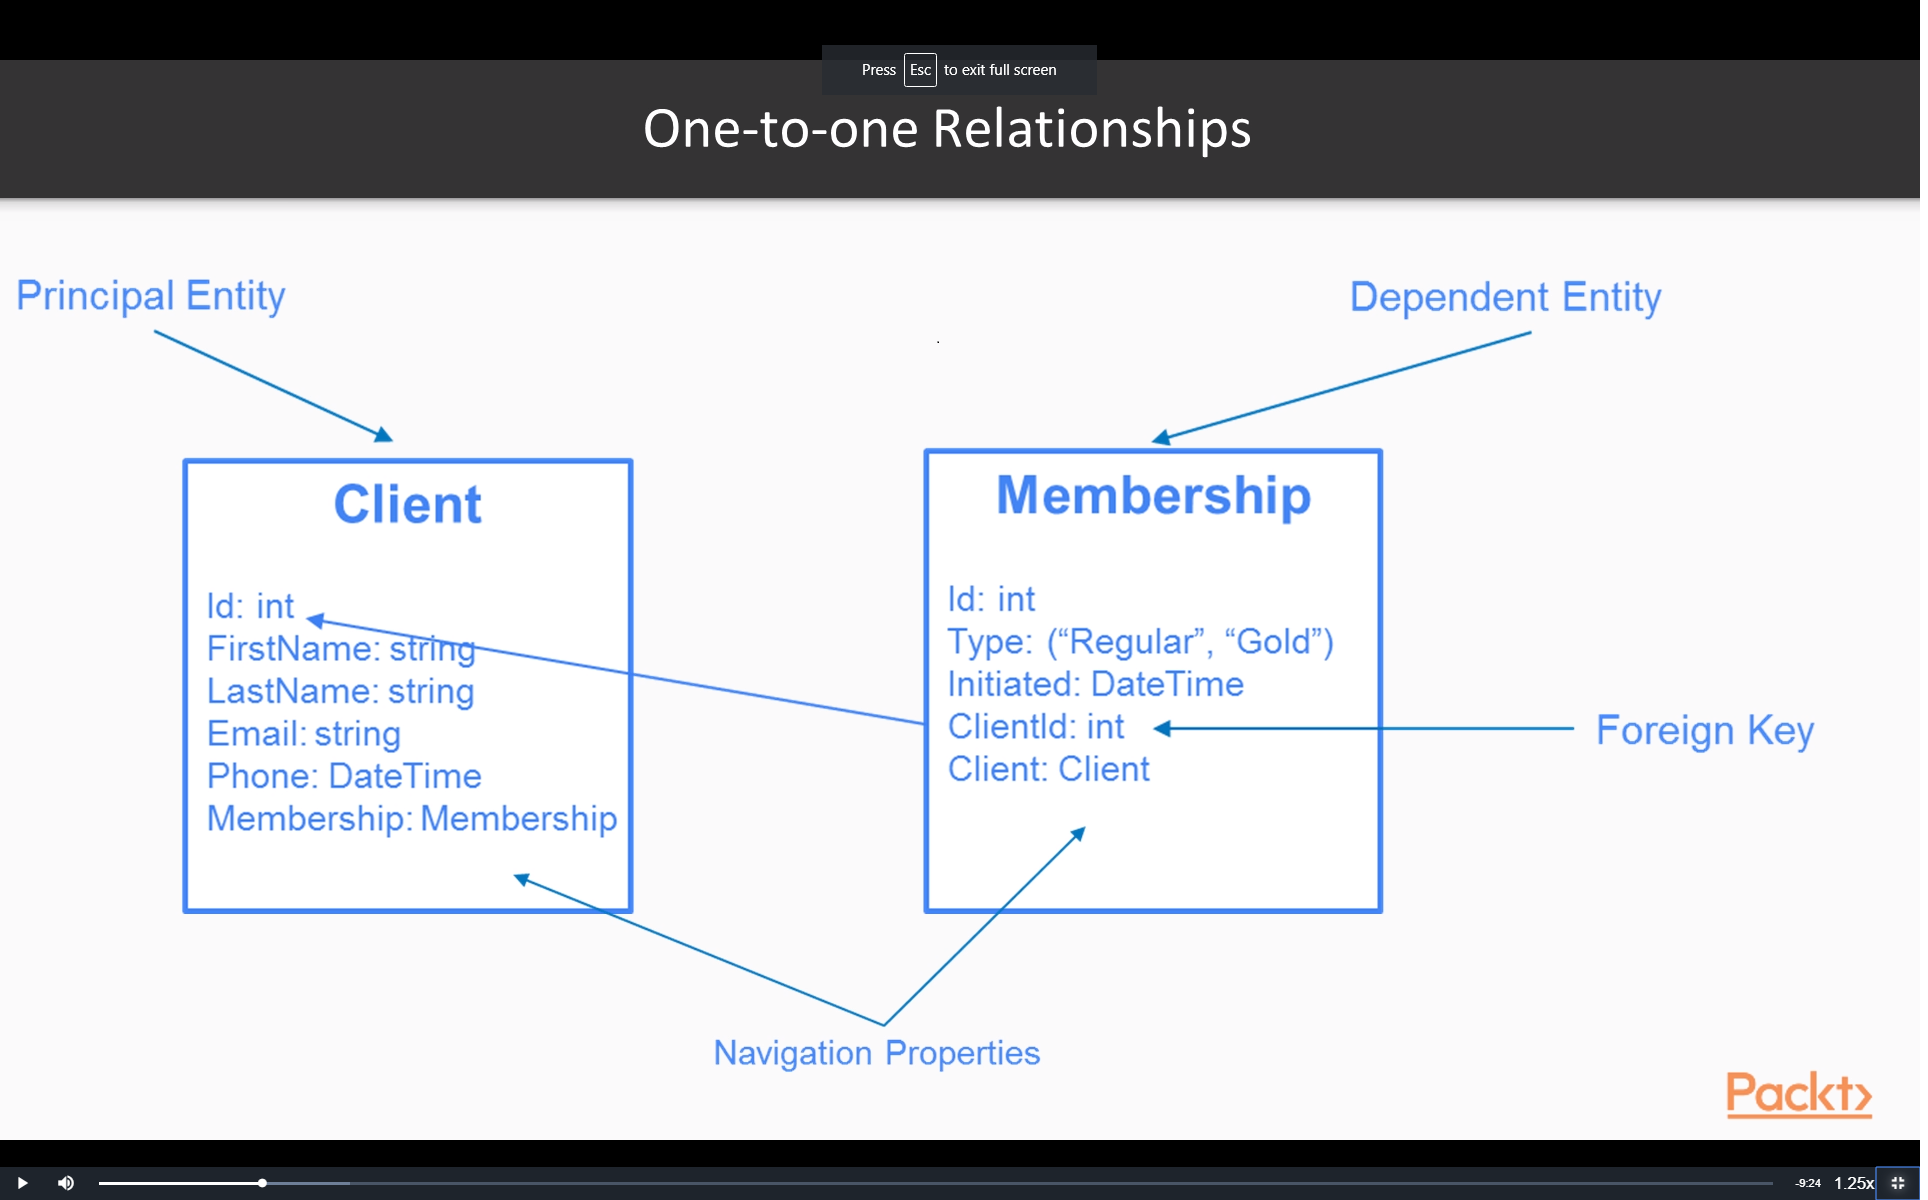 Press Esc to exit full screen
One-to-one Relationships
Principal Entity
Dependent Entity
Client
Id: int
FirstName: string
LastName: string
Email: string
Phone: DateTime
Membership: Membership
Membership
Id: int
Type: (“Regular”, “Gold”)
Initiated: DateTime
ClientId: int
Client: Client
Foreign Key
Navigation Properties
Packt>
-9:24
1.25x